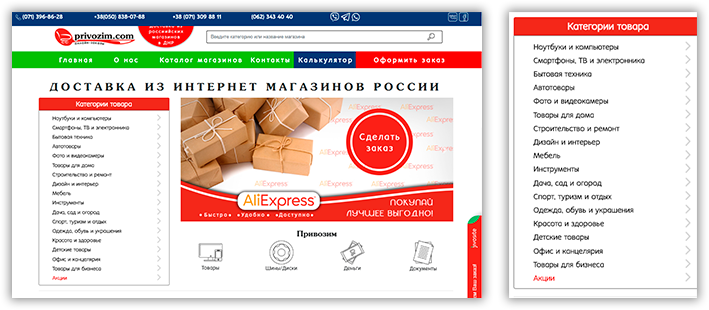 (071) 396-86-28
+38(050) 838-07-88
+38 (071) 309 88 11
(062) 343 40 40
privozim.com
из
российских
магазинов
в ДНР
Введите категорию или название магазина
Главная
О нас
Каталог магазинов
Контакты
Калькулятор
Оформить заказ
ДОСТАВКА ИЗ ИНТЕРНЕТ МАГАЗИНОВ РОССИИ
Категории товара
Ноутбуки и компьютеры
Смартфоны, ТВ и электронника
Бытовая техника
Автотовары
Фото и видеокамеры
Товары для дома
Строительство и ремонт
Дизайн и интерьер
Мебель
Инструменты
Дача, сад и огород
Спорт, туризм и отдых
Одежда, обувь и украшения
Красота и здоровье
Детские товары
Офис и канцелярия
Товары для бизнеса
Акции
AliExpress
AliExpress
AliExpress
AliExpress
Сделать
заказ
AliExpress
• Быстро • Удобно • Доступно
ПОКУПАЙ
ЛУЧШЕЕ ВЫГОДНО!
Привозим
Товары
Шины/Диски
Деньги
Документы
Категории товара
Ноутбуки и компьютеры
Смартфоны, ТВ и электронника
Бытовая техника
Автотовары
Фото и видеокамеры
Товары для дома
Строительство и ремонт
Дизайн и интерьер
Мебель
Инструменты
Дача, сад и огород
Спорт, туризм и отдых
Одежда, обувь и украшения
Красота и здоровье
Детские товары
Офис и канцелярия
Товары для бизнеса
Акции